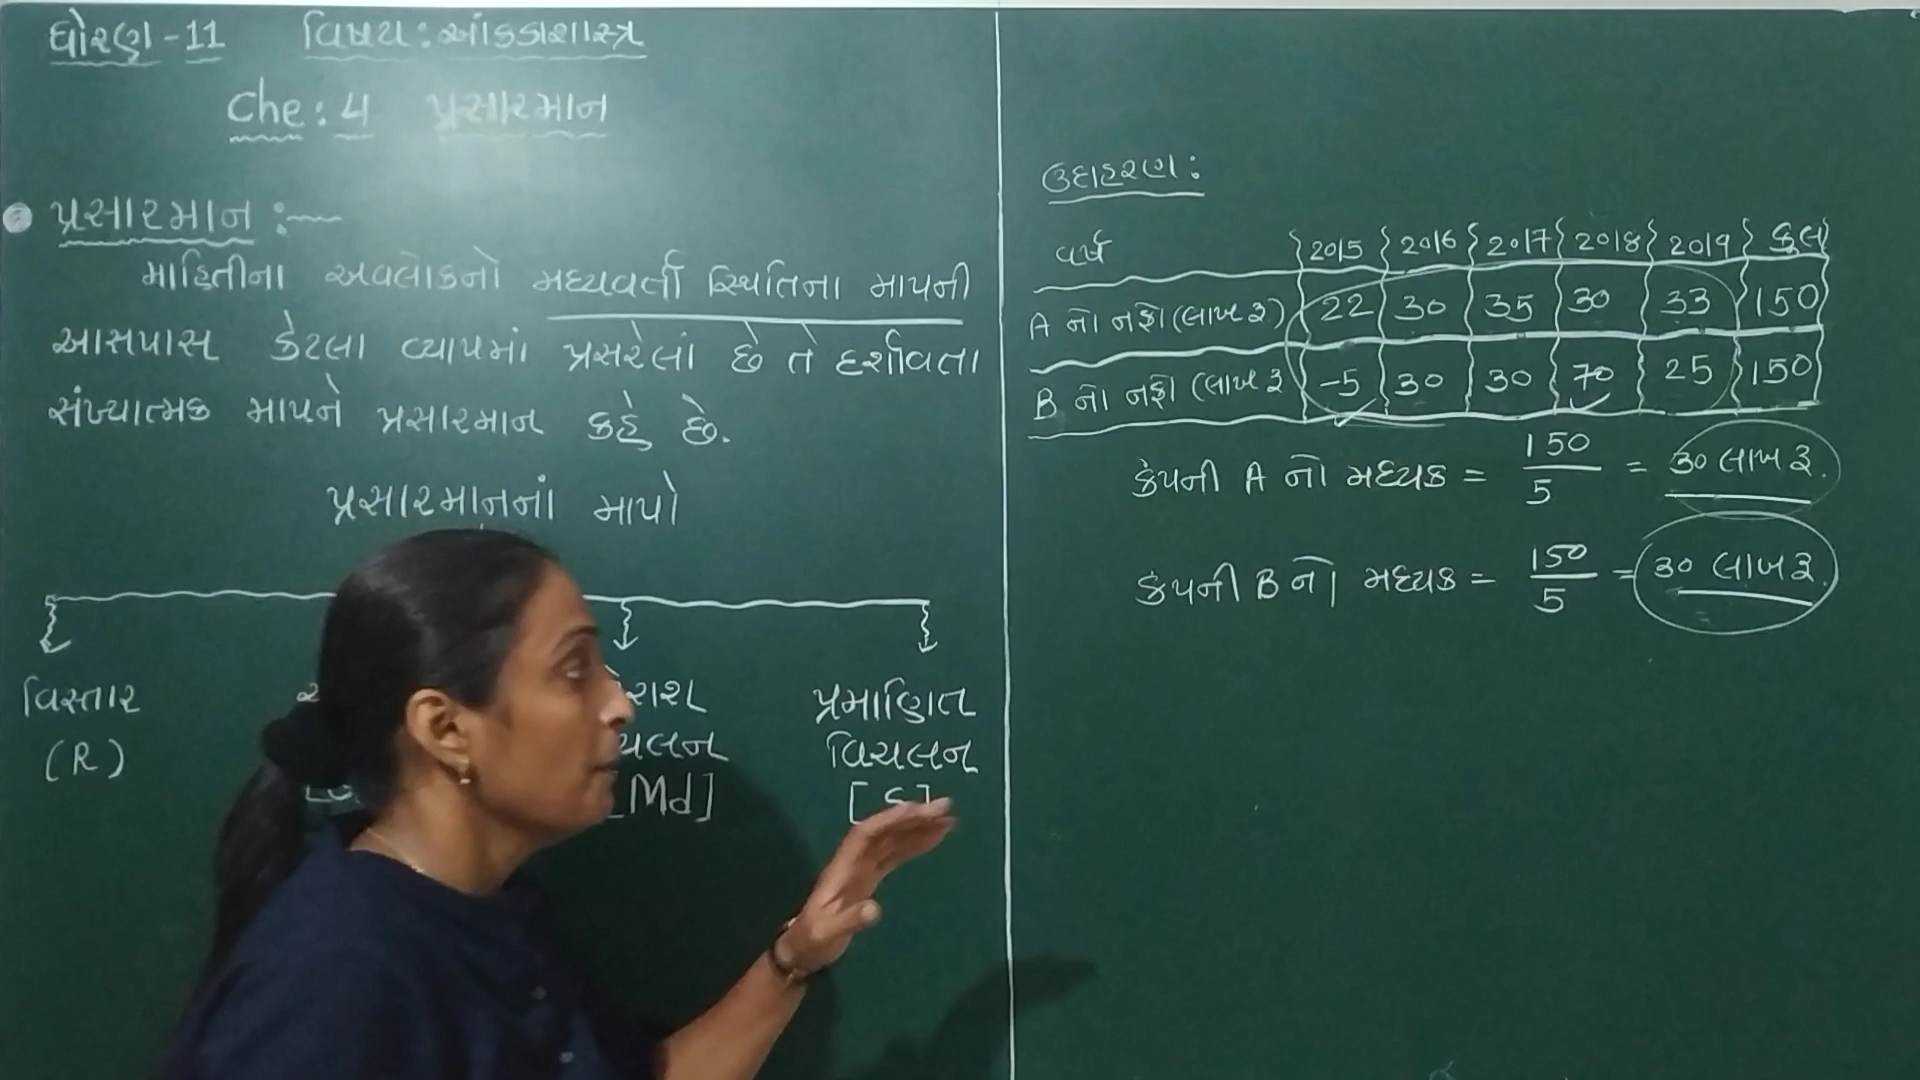 ધોરણ - 11 વિષય : આંકડાશાસ્ત્ર
Che : 4 પ્રસારમાન
પ્રસારમાન :-
માહિતીના અવલોકનો મધ્યવર્તી સ્થિતિના માપની
આસપાસ કેટલા વ્યાપમાં પ્રસરેલાં છે તે દર્શાવતા
સંખ્યાત્મક માપને પ્રસારમાન કહે છે.
પ્રસારમાનનાં માપો
વિસ્તાર
(R)
પ્રમાણિત
વિચલન
[Md]
[S]
ઉદાહરણ :
વર્ષ 2015 2016 2017 2018 2019 કુલ
A નો નફો (લાખ રૂ) 22 30 35 30 33 150
B નો નફો (લાખ રૂ -5 30 30 70 25 150
કંપની A નો મધ્યક = 150/5 = 30 લાખ રૂ.
કંપની B નો મધ્યક = 150/5 = 30 લાખ રૂ.